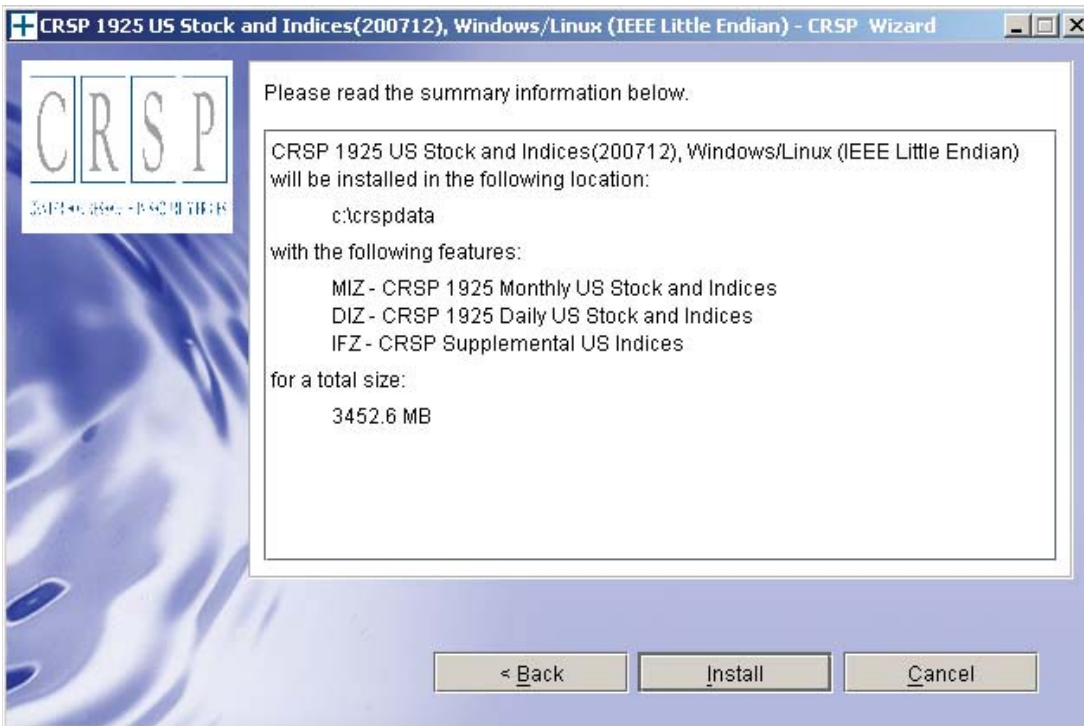 CRSP 1925 US Stock and Indices(200712), Windows/Linux (IEEE Little Endian) - CRSP Wizard
CRSP
Please read the summary information below.
CRSP 1925 US Stock and Indices(200712), Windows/Linux (IEEE Little Endian)
will be installed in the following location:
c:\crspdata
with the following features:
MIZ - CRSP 1925 Monthly US Stock and Indices
DIZ - CRSP 1925 Daily US Stock and Indices
IFZ - CRSP Supplemental US Indices
for a total size:
3452.6 MB
< Back
Install
Cancel